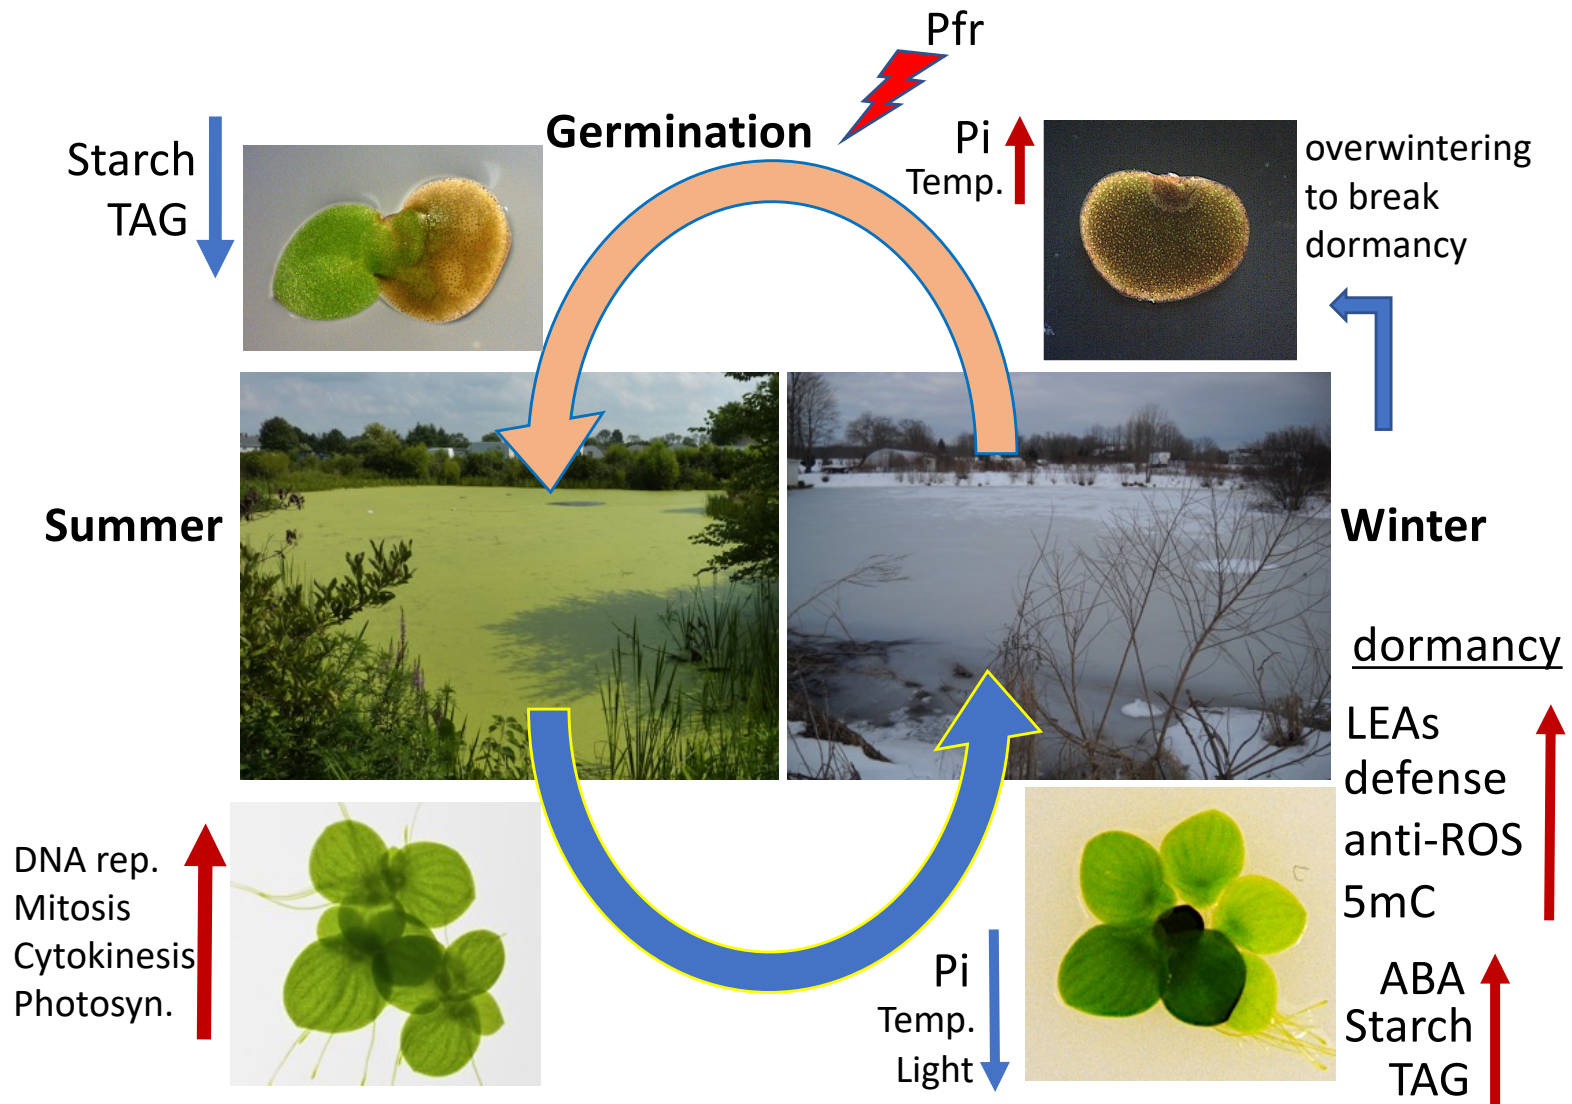 Pfr
Germination
Starch
TAG
Pi
Temp.
overwintering
to break
dormancy
Summer
Winter
dormancy
LEAs
defense
anti-ROS
5mC
DNA rep.
Mitosis
Cytokinesis
Photosyn.
Pi
Temp.
Light
ABA
Starch
TAG